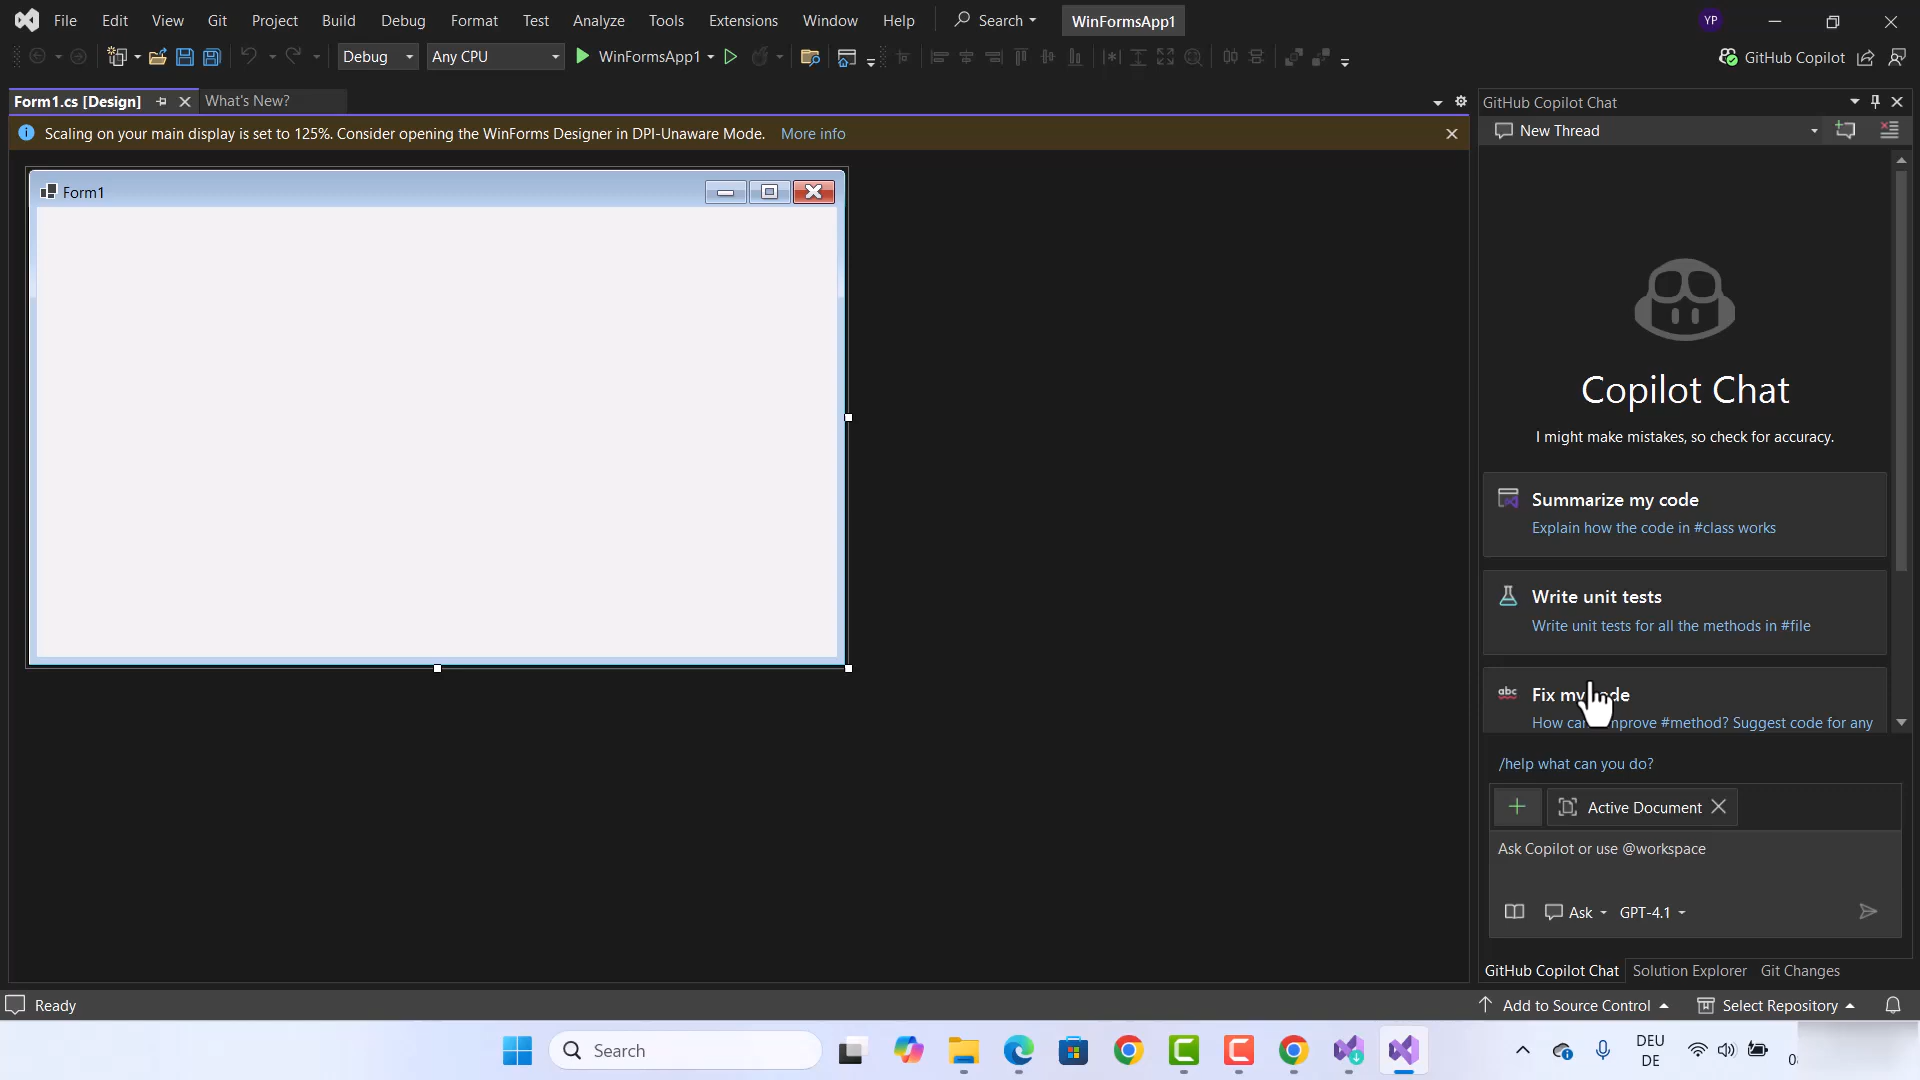 File Edit View Git Project Build Debug Format Test Analyze Tools Extensions Window Help Search WinFormsApp1 YP
Debug Any CPU WinFormsApp1 GitHub Copilot
Form1.cs [Design] What's New?
Scaling on your main display is set to 125%. Consider opening the WinForms Designer in DPI-Unaware Mode. More info
Form1
GitHub Copilot Chat
New Thread
Copilot Chat
I might make mistakes, so check for accuracy.
Summarize my code
Explain how the code in #class works
Write unit tests
Write unit tests for all the methods in #file
abc Fix my
How #method? Suggest code for any
/help what can you do?
Active Document
Ask Copilot or use @workspace
Ask GPT-4.1
GitHub Copilot Chat Solution Explorer Git Changes
Ready Add to Source Control Select Repository
Search
DEU
DE